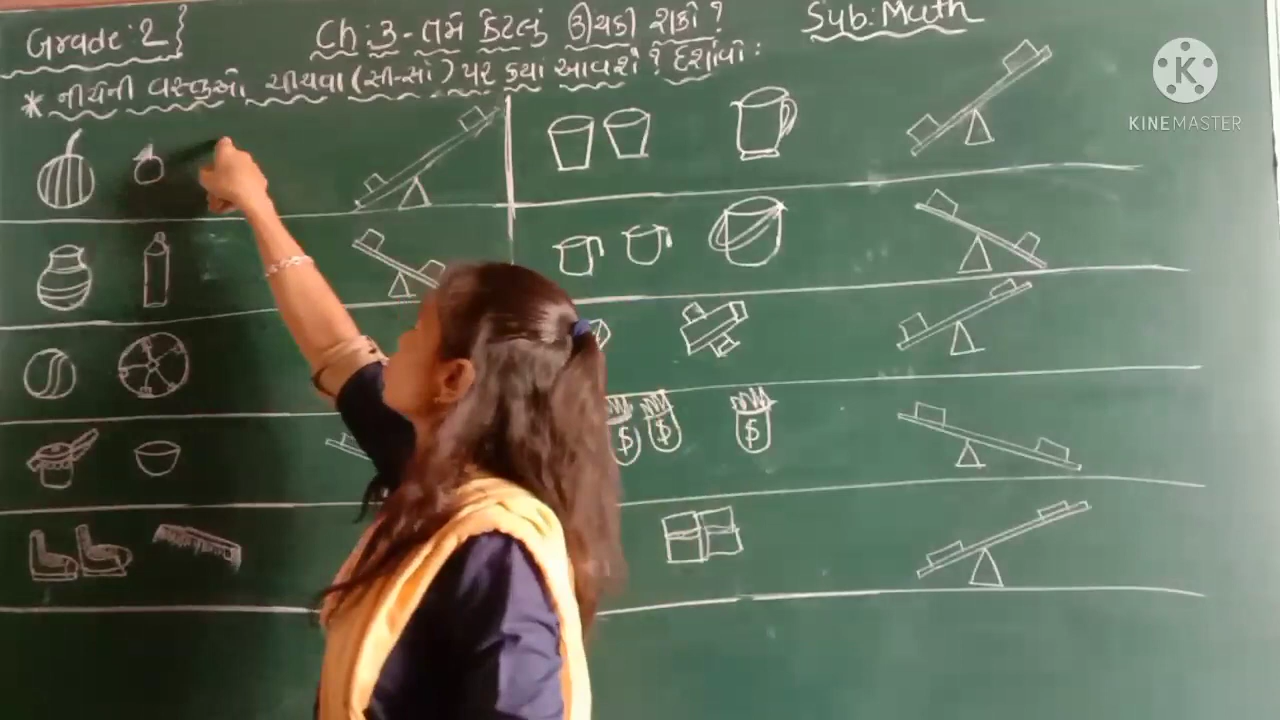 Grade: 2}
Ch: 3 - તમે કેટલું ઊંચકી શકો ?
Sub: Math
* નીચેની વસ્તુઓ ચીચવા (સી-સો) પર ક્યાં આવશે ? દર્શાવો :
KINEMASTER
$ $ $